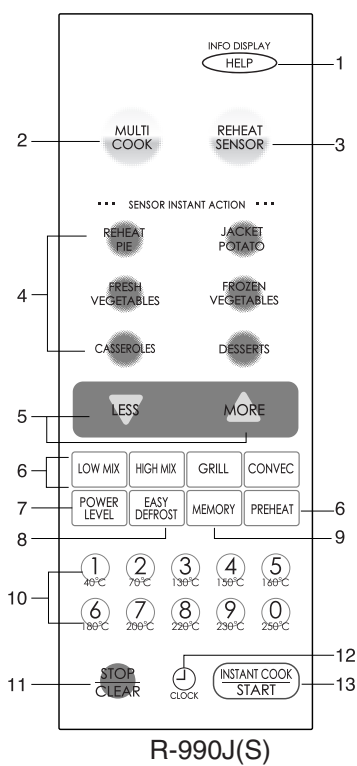 INFO DISPLAY
HELP
1
2
MULTI
COOK
REHEAT
SENSOR
3
SENSOR INSTANT ACTION
4
REHEAT
PIE
JACKET
POTATO
FRESH
VEGETABLES
FROZEN
VEGETABLES
CASSEROLES
DESSERTS
5
LESS
MORE
6
LOW MIX
HIGH MIX
GRILL
CONVEC
7
POWER
LEVEL
EASY
DEFROST
MEMORY
PREHEAT
6
8
9
10
1
40°C
2
70°C
3
130°C
4
150°C
5
160°C
6
180°C
7
200°C
8
220°C
9
230°C
0
250°C
11
STOP
CLEAR
CLOCK
12
INSTANT COOK
START
13
R-990J(S)